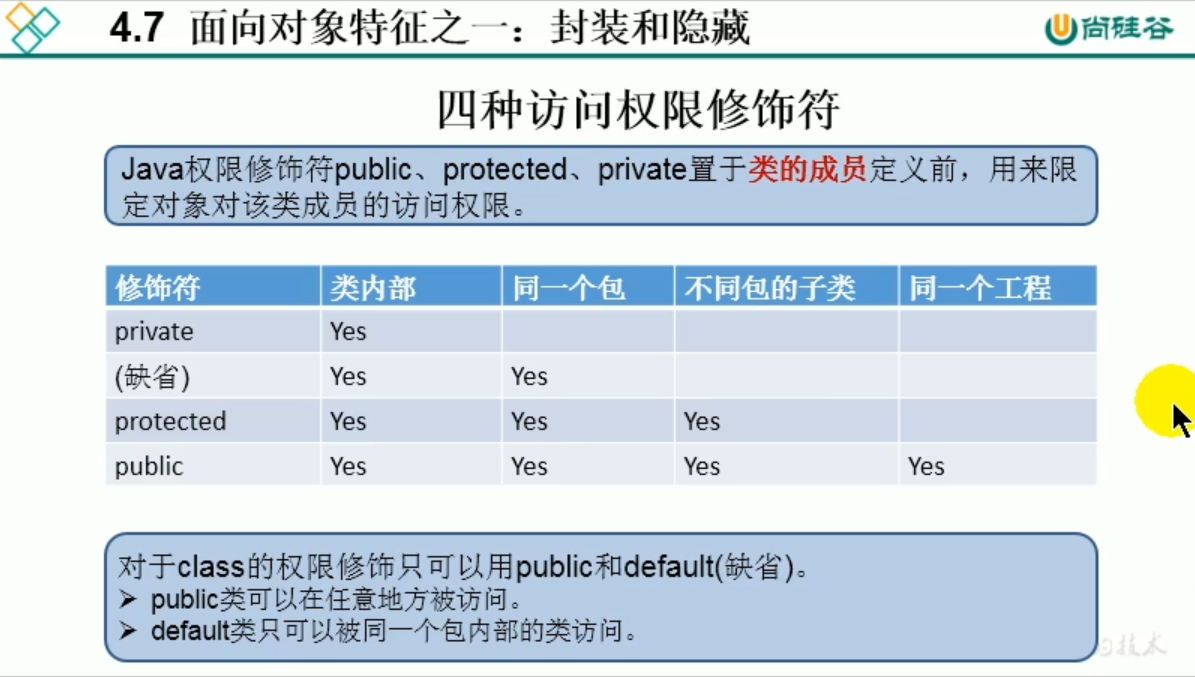 4.7 面向对象特征之一：封装和隐藏
尚硅谷
四种访问权限修饰符
Java权限修饰符public、protected、private置于类的成员定义前，用来限
定对象对该类成员的访问权限。
修饰符 类内部 同一个包 不同包的子类 同一个工程
private Yes
(缺省) Yes Yes
protected Yes Yes Yes
public Yes Yes Yes Yes
对于class的权限修饰只可以用public和default(缺省)。
➢ public类可以在任意地方被访问。
➢ default类只可以被同一个包内部的类访问。
的技术